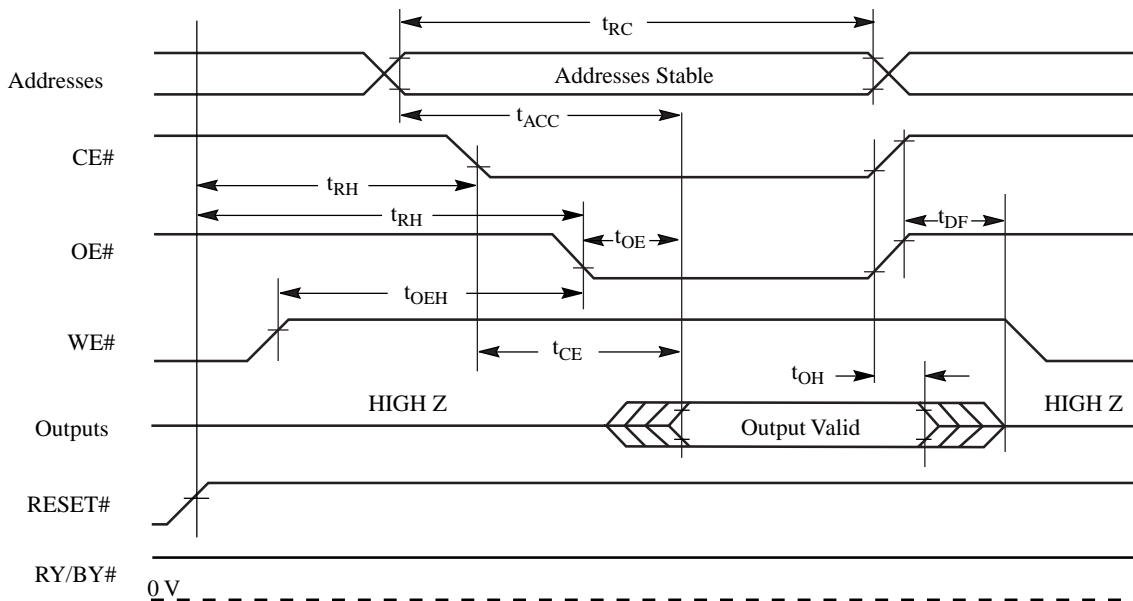 tRC
Addresses
Addresses Stable
tACC
CE#
tRH
tRH
tDF
OE#
tOE
tOEH
WE#
tCE
tOH
HIGH Z
HIGH Z
Outputs
Output Valid
RESET#
RY/BY#
0 V